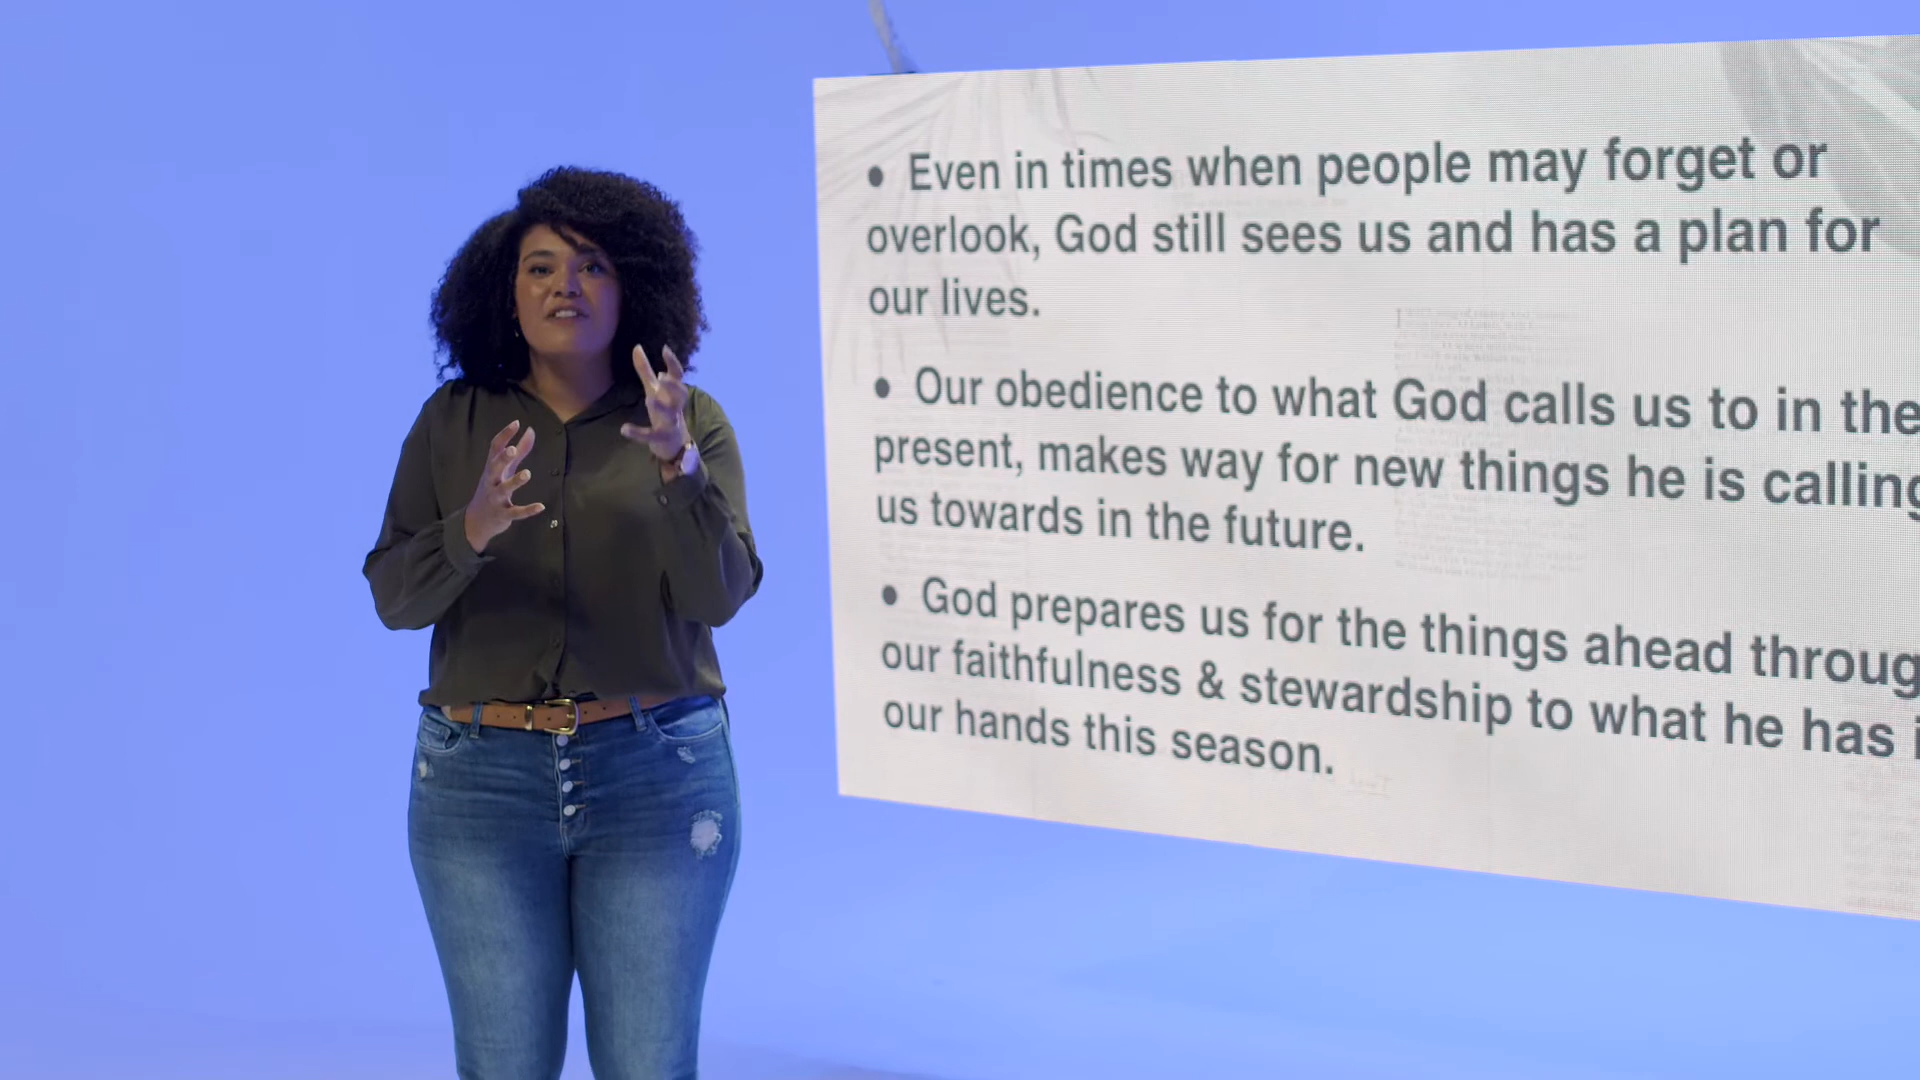 • Even in times when people may forget or
overlook, God still sees us and has a plan for
our lives.
• Our obedience to what God calls us to in the
present, makes way for new things he is calling
us towards in the future.
• God prepares us for the things ahead
our faithfulness & stewardship to what he has
our hands this season.